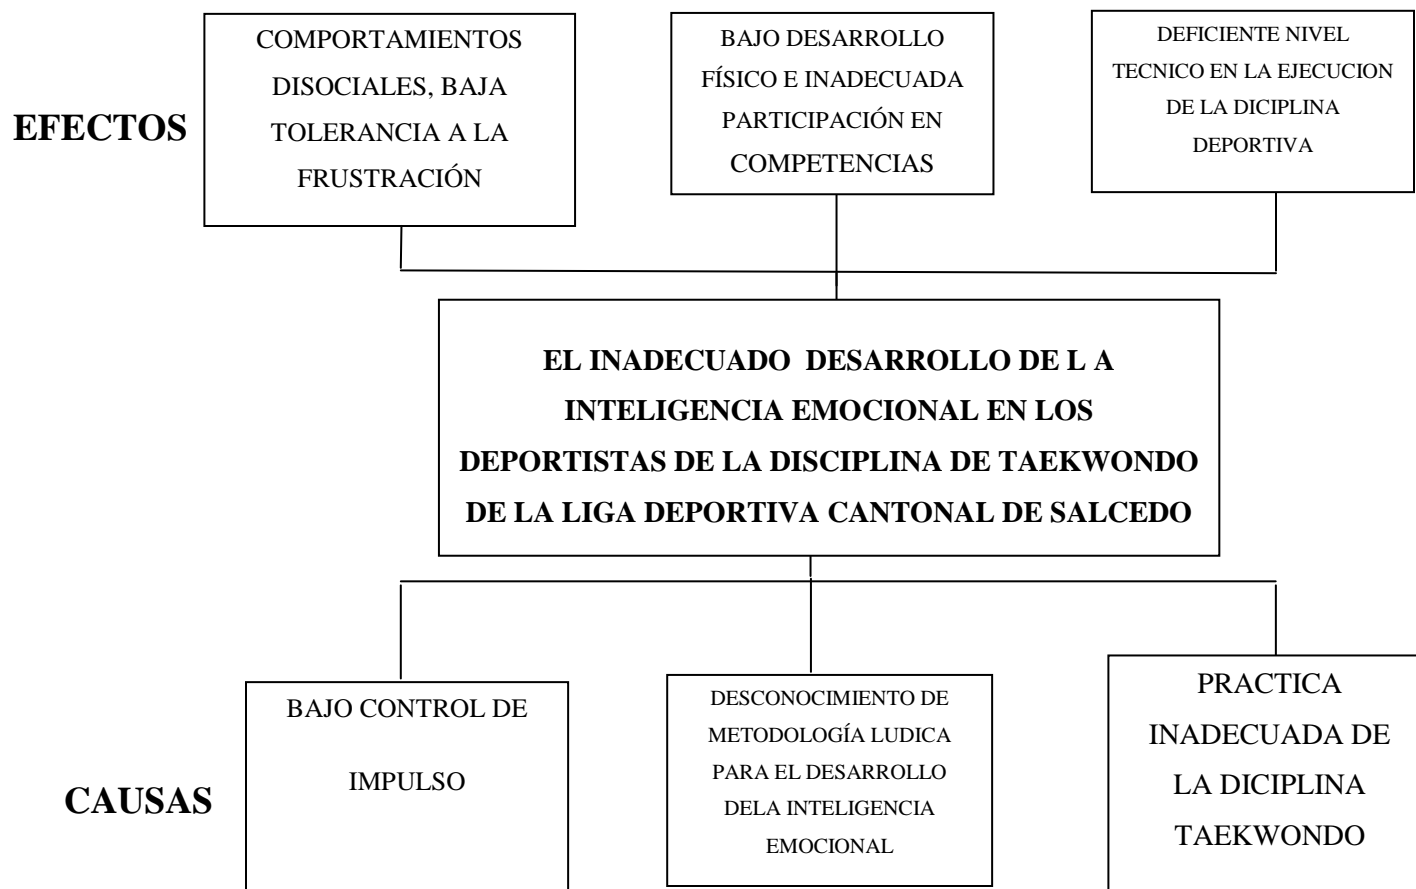 COMPORTAMIENTOS
DISOCIALES, BAJA
TOLERANCIA A LA
FRUSTRACIÓN
BAJO DESARROLLO
FÍSICO E INADECUADA
PARTICIPACIÓN EN
COMPETENCIAS
DEFICIENTE NIVEL
TECNICO EN LA EJECUCION
DE LA DICIPLINA
DEPORTIVA
EFECTOS
EL INADECUADO DESARROLLO DE L A
INTELIGENCIA EMOCIONAL EN LOS
DEPORTISTAS DE LA DISCIPLINA DE TAEKWONDO
DE LA LIGA DEPORTIVA CANTONAL DE SALCEDO
CAUSAS
BAJO CONTROL DE
IMPULSO
DESCONOCIMIENTO DE
METODOLOGÍA LUDICA
PARA EL DESARROLLO
DELA INTELIGENCIA
EMOCIONAL
PRACTICA
INADECUADA DE
LA DICIPLINA
TAEKWONDO